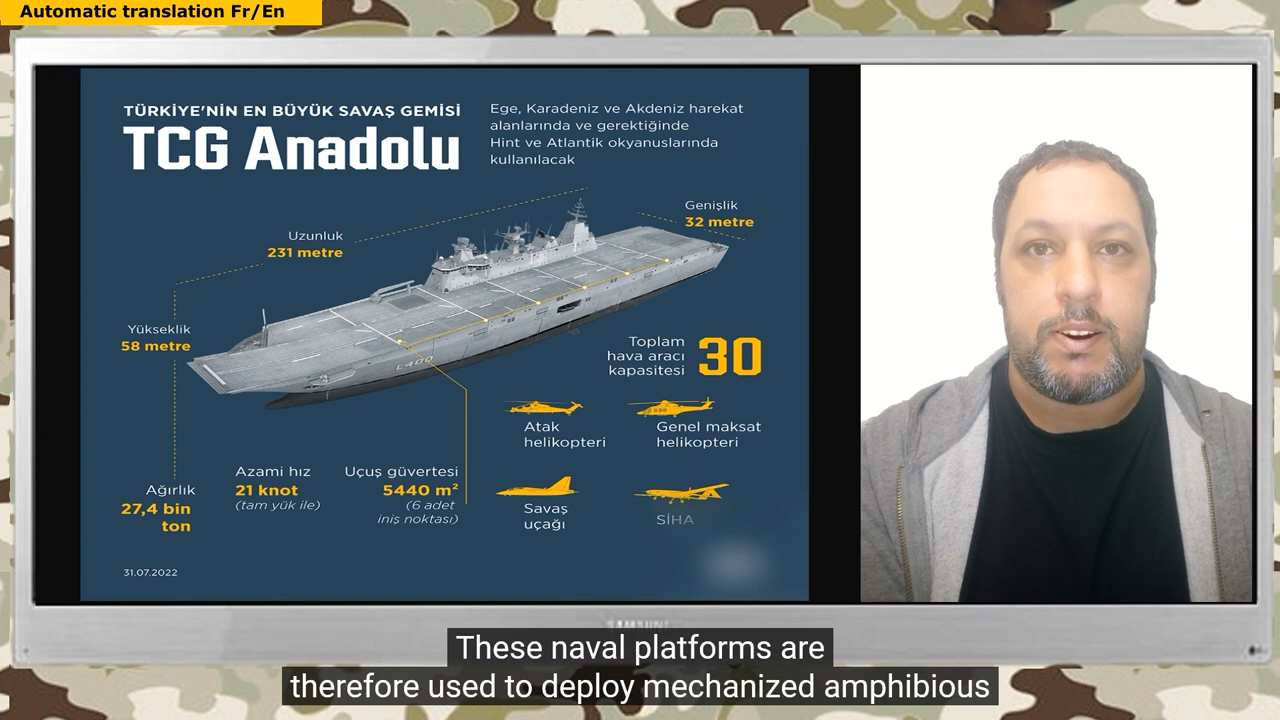 Automatic translation Fr/En
TÜRKİYE'NİN EN BÜYÜK SAVAŞ GEMİSİ
TCG Anadolu
Ege, Karadeniz ve Akdeniz harekat
alanlarında ve gerektiğinde
Hint ve Atlantik okyanuslarında
kullanılacak
Genişlik
32 metre
Uzunluk
231 metre
Yükseklik
58 metre
L400
Toplam
hava aracı
kapasitesi
30
Atak
helikopteri
Genel maksat
helikopteri
Ağırlık
27,4 bin
ton
Azami hız
21 knot
(tam yük ile)
Uçuş güvertesi
5440 m²
(6 adet
iniş noktası)
Savaş
uçağı
SİHA
31.07.2022
These naval platforms are
therefore used to deploy mechanized amphibious